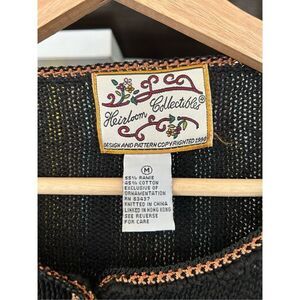 Heirloom Collectibles®
DESIGN AND PATTERN COPYRIGHTED 1994
M
55% RAMIE
45% COTTON
EXCLUSIVE OF
ORNAMENTATION
RN 83437
KNITTED IN CHINA
LINKED IN HONG KONG
SEE REVERSE
FOR CARE